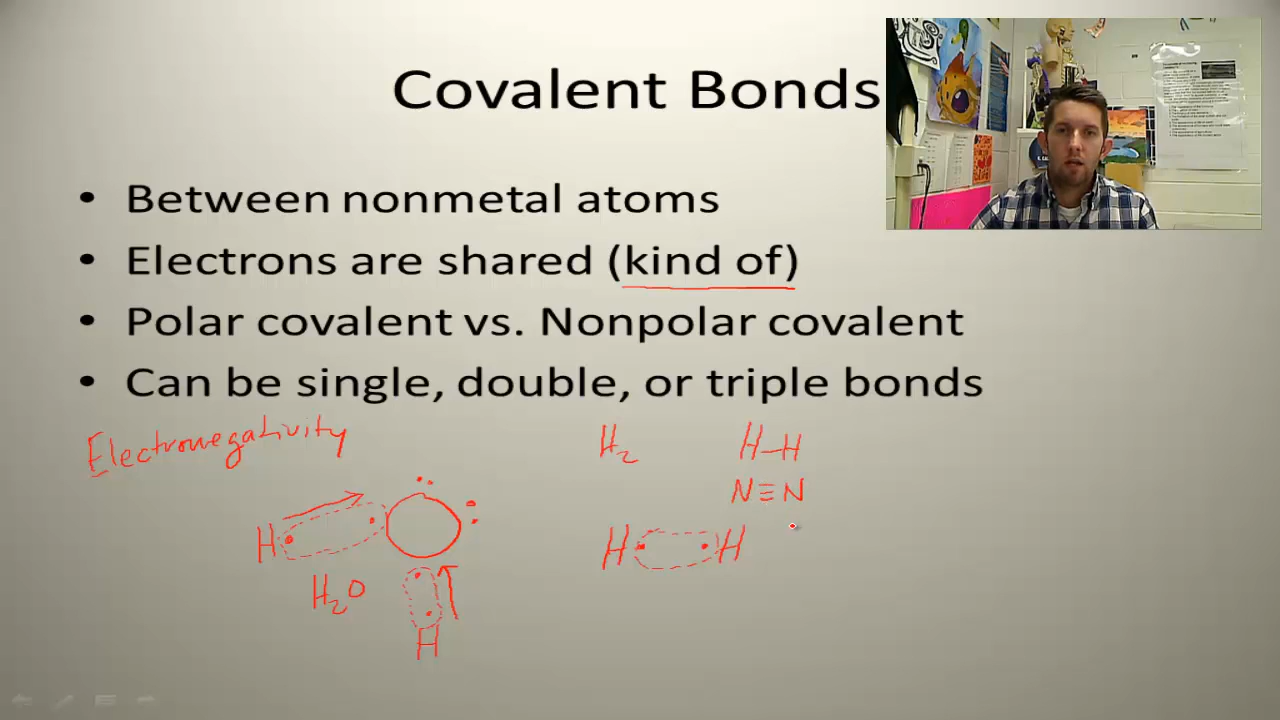 Covalent Bonds
• Between nonmetal atoms
• Electrons are shared (kind of)
• Polar covalent vs. Nonpolar covalent
• Can be single, double, or triple bonds
Electronegativity
H₂ H–H
N≡N
H O
H₂O
H
H H